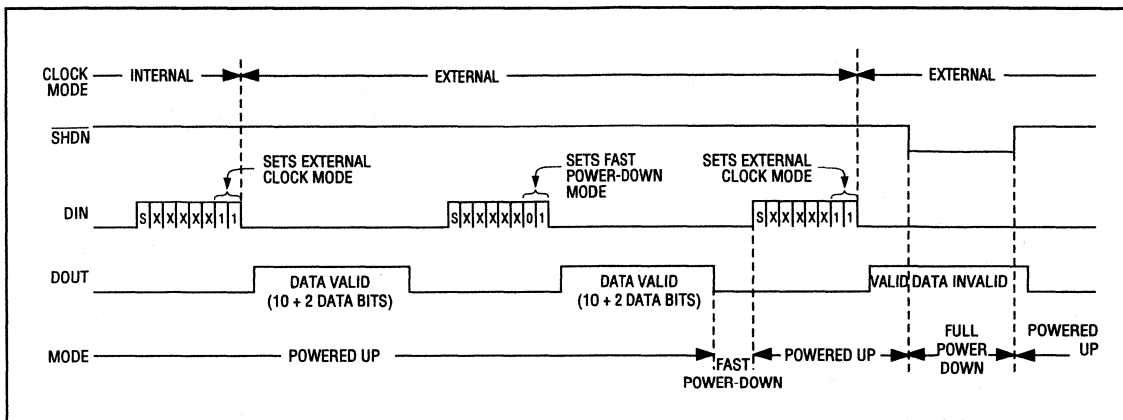 CLOCK MODE
INTERNAL
EXTERNAL
EXTERNAL
SHDN
SETS EXTERNAL
CLOCK MODE
SETS FAST
POWER-DOWN
MODE
SETS EXTERNAL
CLOCK MODE
DIN
S X X X X X 1 1
S X X X X X 0 1
S X X X X X 1 1
DOUT
DATA VALID
(10 + 2 DATA BITS)
DATA VALID
(10 + 2 DATA BITS)
VALID
DATA INVALID
MODE
POWERED UP
FAST
POWER-DOWN
POWERED UP
FULL
POWER
DOWN
POWERED
UP